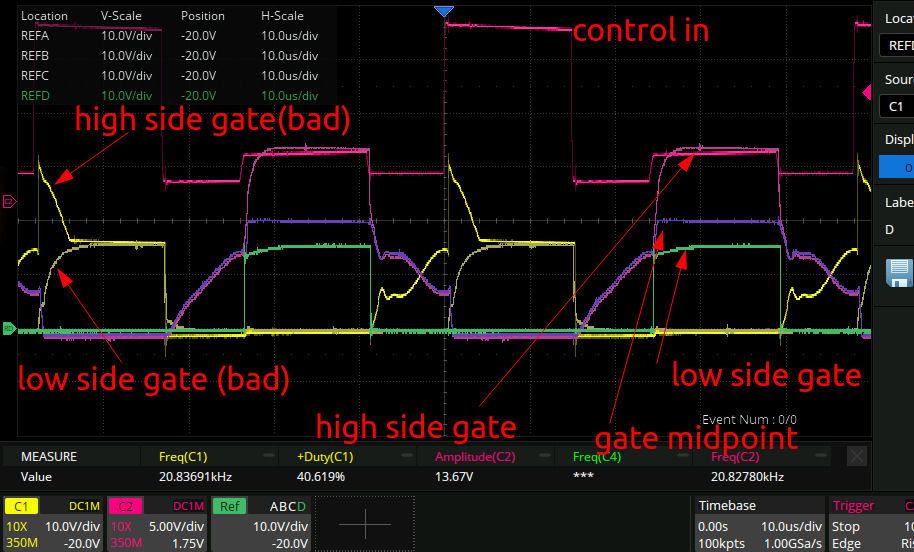 Location V-Scale Position H-Scale
REFA 10.0V/div -20.0V 10.0us/div
REFB 10.0V/div -20.0V 10.0us/div
REFC 10.0V/div -20.0V 10.0us/div
REFD 10.0V/div -20.0V 10.0us/div
control in
high side gate(bad)
low side gate (bad)
high side gate
gate midpoint
low side gate
Event Num : 0/0
C2
Loca
REFD
Sourc
C1
Displ
0
Labe
D
MEASURE Freq(C1) +Duty(C1) Amplitude(C2) Freq(C4) Freq(C2)
Value 20.83691kHz 40.619% 13.67V *** 20.82780kHz
C1 DC1M
10X 10.0V/div
350M -20.0V
C2 DC1M
10X 5.00V/div
350M 1.75V
Ref ABCD
10.0V/div
-20.0V
Timebase
0.00s 10.0us/div
100kpts 1.00GSa/s
Trigger C2
Stop 10
Edge Ris